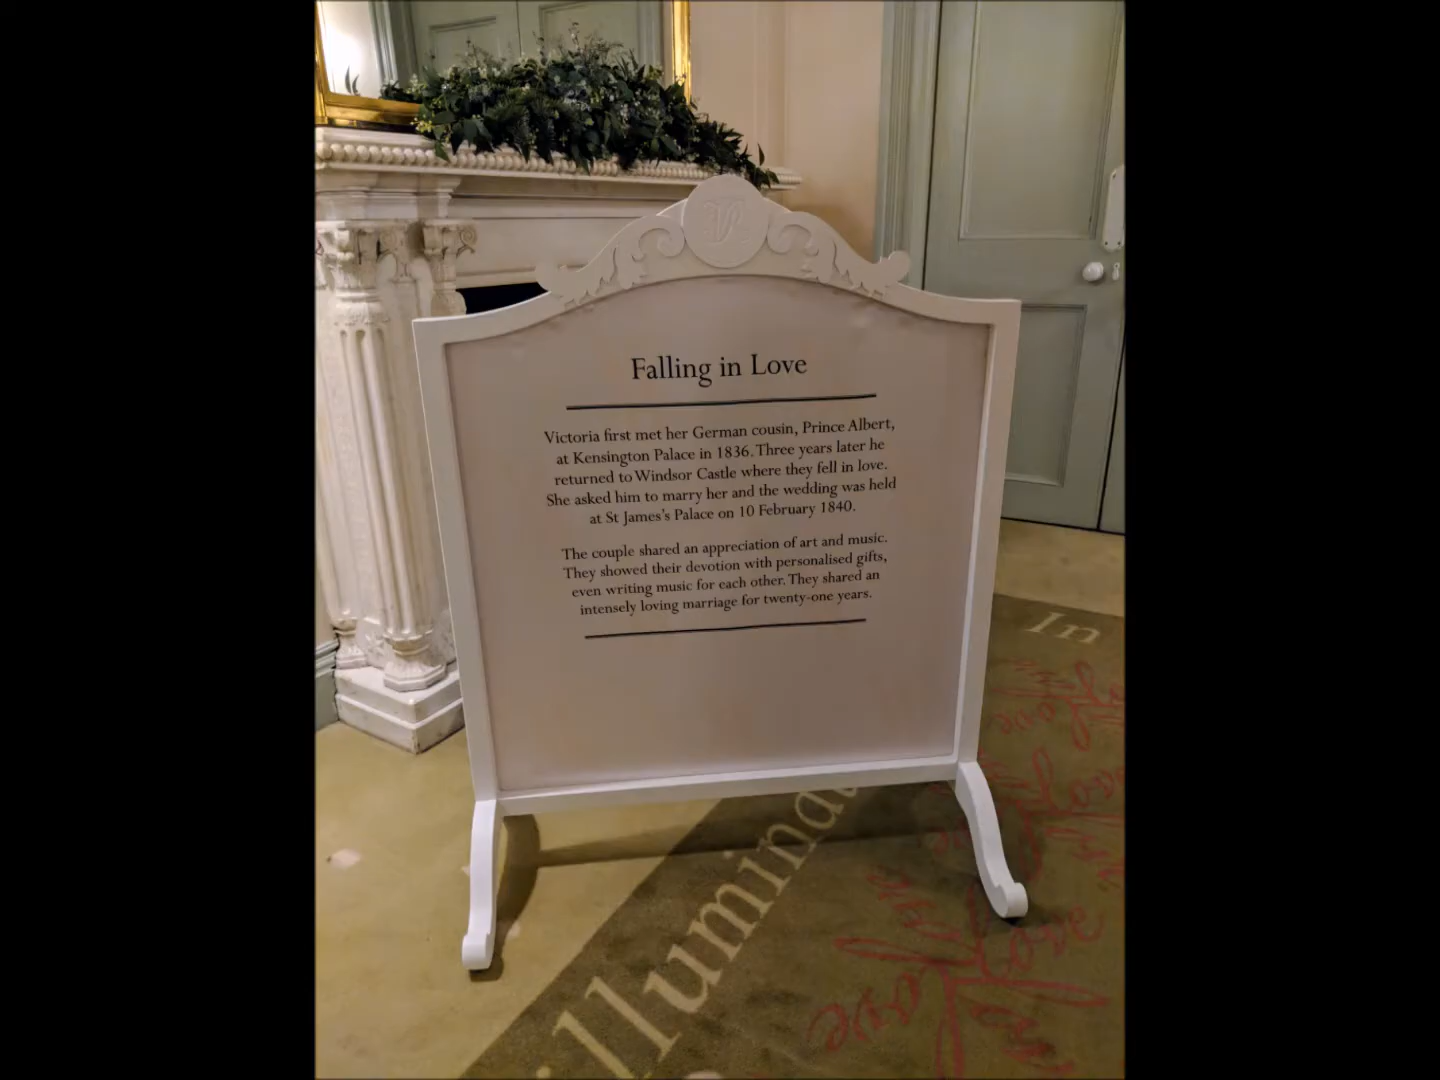 Falling in Love
Victoria first met her German cousin, Prince Albert,
at Kensington Palace in 1836. Three years later he
returned to Windsor Castle where they fell in love.
She asked him to marry her and the wedding was held
at St James's Palace on 10 February 1840.
The couple shared an appreciation of art and music.
They showed their devotion with personalised gifts,
even writing music for each other. They shared an
intensely loving marriage for twenty-one years.
In
love
love